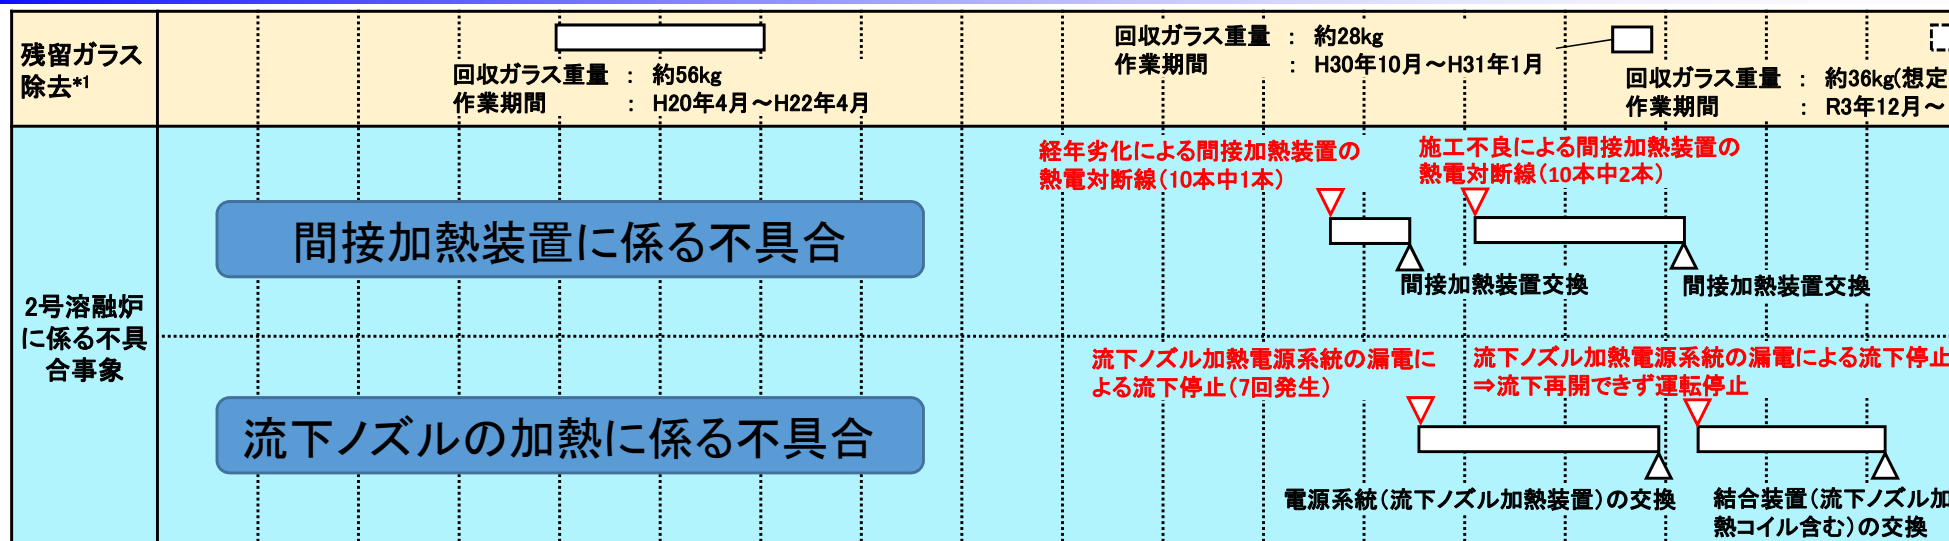 残留ガラス
除去*1
回収ガラス重量 ： 約56kg
作業期間 ： H20年4月～H22年4月
回収ガラス重量 ： 約28kg
作業期間 ： H30年10月～H31年1月
回収ガラス重量 ： 約36kg(想定
作業期間 ： R3年12月～
2号溶融炉
に係る不具
合事象
間接加熱装置に係る不具合
経年劣化による間接加熱装置の
熱電対断線（10本中1本）
施工不良による間接加熱装置の
熱電対断線（10本中2本）
間接加熱装置交換
間接加熱装置交換
流下ノズルの加熱に係る不具合
流下ノズル加熱電源系統の漏電に
よる流下停止（7回発生）
流下ノズル加熱電源系統の漏電による流下停止
⇒流下再開できず運転停止
電源系統（流下ノズル加熱装置）の交換
結合装置（流下ノズル加
熱コイル含む）の交換